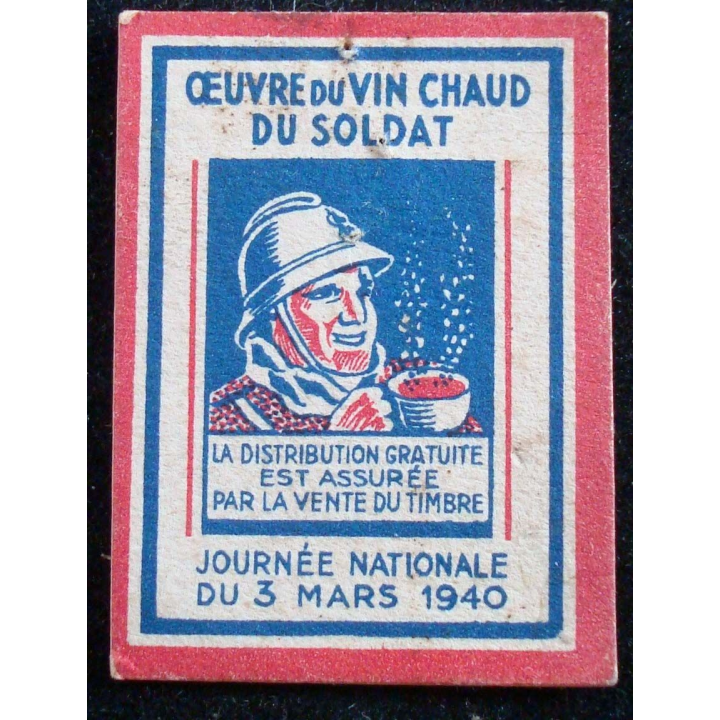 ŒUVRE DU VIN CHAUD
DU SOLDAT
LA DISTRIBUTION GRATUITE
EST ASSURÉE
PAR LA VENTE DU TIMBRE
JOURNÉE NATIONALE
DU 3 MARS 1940